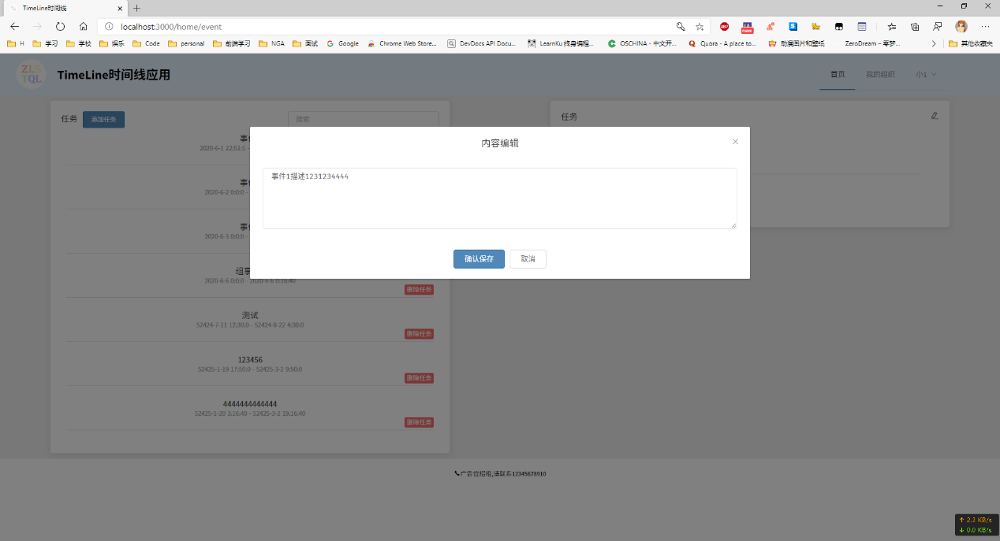 TimeLine时间线
localhost:3000/home/event
H 学习 学校 娱乐 Code personal 前端学习 NGA 面试 Google Chrome Web Store... DevDocs API Docu... LearnKu 终身编程... OSCHINA - 中文开... Quora - A place to... 动漫图片和壁纸 ZeroDream – 零梦... 其他收藏夹
ZLS
TQL
TimeLine时间线应用
首页 我的组织 小1
任务 添加任务 搜索
任务
事
2020-6-1 22:51:5 -
内容编辑
事件1描述1231234444
确认保存 取消
事
2020-6-2 0:0:0 -
事
2020-6-3 0:0:0 -
组事
2020-6-6 0:0:0 - 2020-6-6 0:16:40
删除任务
测试
52424-7-11 12:30:0 - 52424-8-22 4:30:0
删除任务
123456
52425-1-19 17:50:0 - 52425-3-2 9:50:0
删除任务
4444444444444
52425-1-20 3:16:40 - 52425-3-2 19:16:40
删除任务
广告位招租,请联系12345678910
↑ 2.3 KB/s
↓ 0.0 KB/s